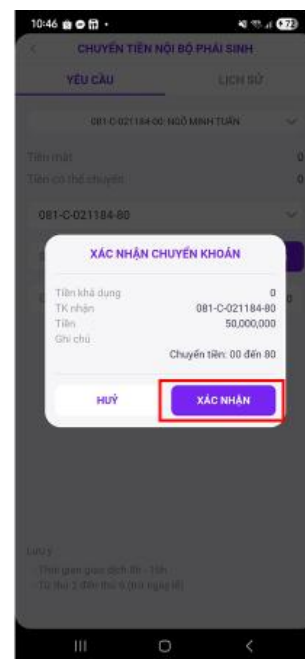 10:46
72
CHUYỂN TIỀN NỘI BỘ PHÁI SINH
YÊU CẦU LỊCH SỬ
081-C-021184-00: NGÔ MINH TUẤN
Tiền mặt 0
Tiền có thể chuyển 0
081-C-021184-80
XÁC NHẬN CHUYỂN KHOẢN
Tiền khả dụng 0
TK nhận 081-C-021184-80
Tiền 50,000,000
Ghi chú
Chuyển tiền: 00 đến 80
HUỶ XÁC NHẬN
Lưu ý :
- Thời gian giao dịch 8h - 16h
- Từ thứ 2 đến thứ 6 (trừ ngày lễ)